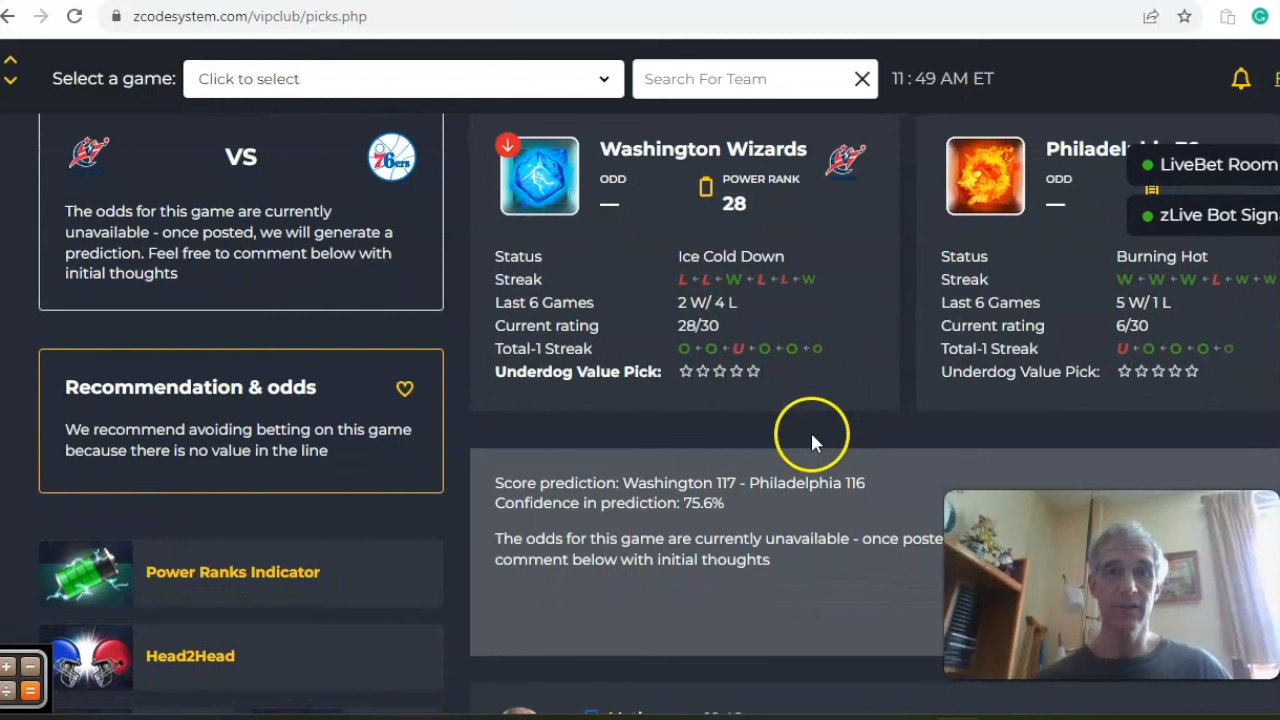 zcodesystem.com/vipclub/picks.php
Select a game: Click to select Search For Team 11:49 AM ET
VS
76ers
The odds for this game are currently
unavailable - once posted, we will generate a
prediction. Feel free to comment below with
initial thoughts
Recommendation & odds
We recommend avoiding betting on this game
because there is no value in the line
Power Ranks Indicator
Head2Head
Washington Wizards
ODD
—
POWER RANK
28
Status Ice Cold Down
Streak L L W L L W
Last 6 Games 2 W/ 4 L
Current rating 28/30
Total-1 Streak O O U O O O
Underdog Value Pick:
ODD
—
LiveBet Room
zLive Bot Sign
Status Burning Hot
Streak W W W L W W
Last 6 Games 5 W/ 1 L
Current rating 6/30
Total-1 Streak U O O O O
Underdog Value Pick:
Score prediction: Washington 117 - Philadelphia 116
Confidence in prediction: 75.6%
The odds for this game are currently unavailable - once poste
comment below with initial thoughts